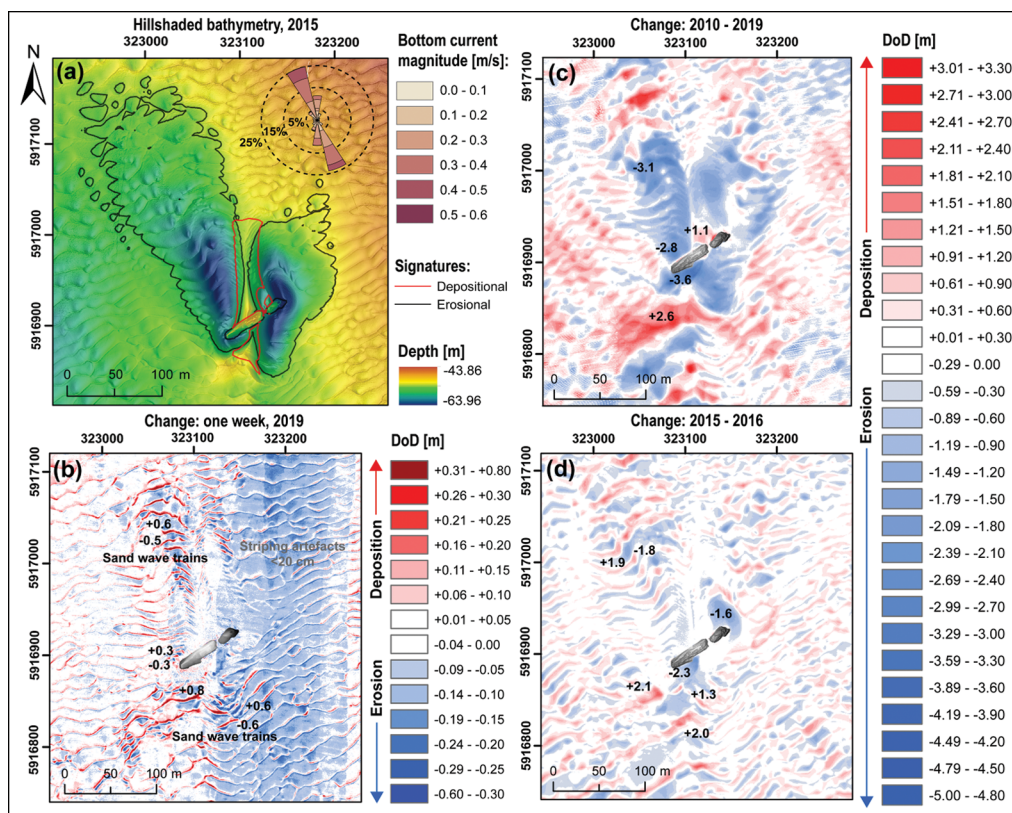 Hillshaded bathymetry, 2015
323000 323100 323200
N
(a)
5917100
5917000
5916900
5%
15%
25%
0 50 100 m
Bottom current
magnitude [m/s]:
0.0 - 0.1
0.1 - 0.2
0.2 - 0.3
0.3 - 0.4
0.4 - 0.5
0.5 - 0.6
Signatures:
Depositional
Erosional
Depth [m]
-43.86
-63.96
Change: 2010 - 2019
323000 323100 323200
(c)
5917100
5917000
5916900
5916800
-3.1
+1.1
-2.8
-3.6
+2.6
0 50 100 m
DoD [m]
Deposition
Erosion
+3.01 - +3.30
+2.71 - +3.00
+2.41 - +2.70
+2.11 - +2.40
+1.81 - +2.10
+1.51 - +1.80
+1.21 - +1.50
+0.91 - +1.20
+0.61 - +0.90
+0.31 - +0.60
+0.01 - +0.30
-0.29 - 0.00
-0.59 - -0.30
-0.89 - -0.60
-1.19 - -0.90
-1.49 - -1.20
-1.79 - -1.50
-2.09 - -1.80
-2.39 - -2.10
-2.69 - -2.40
-2.99 - -2.70
-3.29 - -3.00
-3.59 - -3.30
-3.89 - -3.60
-4.19 - -3.90
-4.49 - -4.20
-4.79 - -4.50
-5.00 - -4.80
Change: one week, 2019
323000 323100 323200
(b)
5917100
5917000
5916900
5916800
+0.6
-0.5
Sand wave trains
Striping artefacts
<20 cm
+0.3
-0.3
+0.8
+0.6
-0.6
Sand wave trains
0 50 100 m
DoD [m]
Deposition
Erosion
+0.31 - +0.80
+0.26 - +0.30
+0.21 - +0.25
+0.16 - +0.20
+0.11 - +0.15
+0.06 - +0.10
+0.01 - +0.05
-0.04 - 0.00
-0.09 - -0.05
-0.14 - -0.10
-0.19 - -0.15
-0.24 - -0.20
-0.29 - -0.25
-0.60 - -0.30
Change: 2015 - 2016
323000 323100 323200
(d)
5917100
5917000
5916900
5916800
-1.8
+1.9
-1.6
-2.3
+2.1
+1.3
+2.0
0 50 100 m